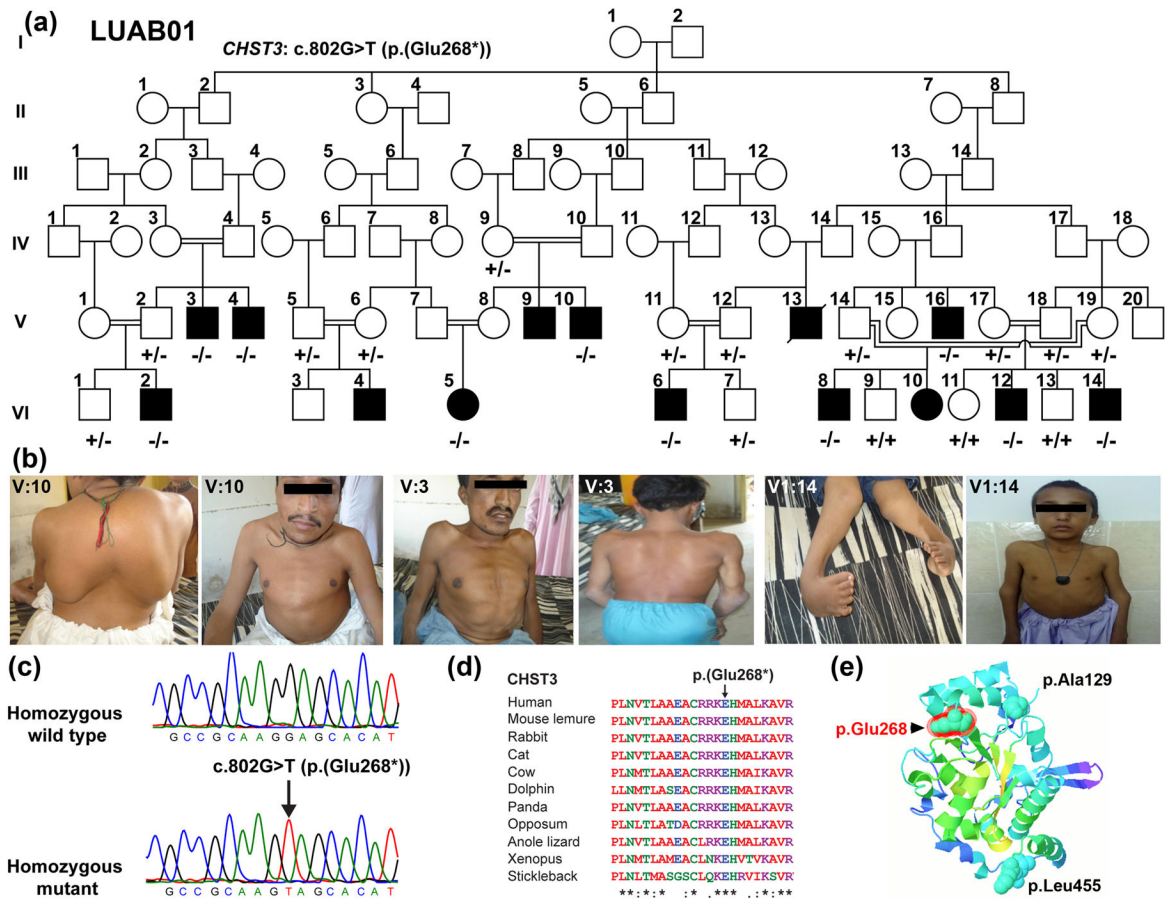 (a) LUAB01
CHST3: c.802G>T (p.(Glu268*))
I 1 2
II 1 2 3 4 5 6 7 8
III 1 2 3 4 5 6 7 8 9 10 11 12 13 14
IV 1 2 3 4 5 6 7 8 9 10 11 12 13 14 15 16 17 18
+/-
V 1 2 3 4 5 6 7 8 9 10 11 12 13 14 15 16 17 18 19 20
+/- -/- -/- +/- +/- -/- +/- +/- +/- -/- +/- +/- +/-
VI 1 2 3 4 5 6 7 8 9 10 11 12 13 14
+/- -/- -/- -/- +/- -/- +/+ +/+ -/- +/+ -/-
(b)
V:10 V:10 V:3 V:3 V1:14 V1:14
(c)
Homozygous
wild type
GCCGCAAGGAGCACAT
c.802G>T (p.(Glu268*))
Homozygous
mutant
GCCGCAAGTAGCACAT
(d) CHST3 p.(Glu268*)
Human PLNVTLAAEACRRKEHMALKAVR
Mouse lemure PLNVTLAAEACRRKEHMALKAVR
Rabbit PLNVTLAAEACRRKEHMALKAVR
Cat PLNVTLAAEACRRKEHMALKAVR
Cow PLNMTLAAEACRRKEHMAIKAVR
Dolphin LLNMTLASEACRRKEHMAIKAVR
Panda PLNVTLAAEACRRKEHMALKAVR
Opposum PLNLTLATDACRRKEHMALKAVR
Anole lizard PLNVTLAAEACRRKEHMALKAVR
Xenopus PLNMTLAMEACLNKEHVTVKAVR
Stickleback PLNLTMASGSCLQKEHRVIKSVR
**:*:* :* .*** .:*:**
(e)
p.Ala129
p.Glu268
p.Leu455